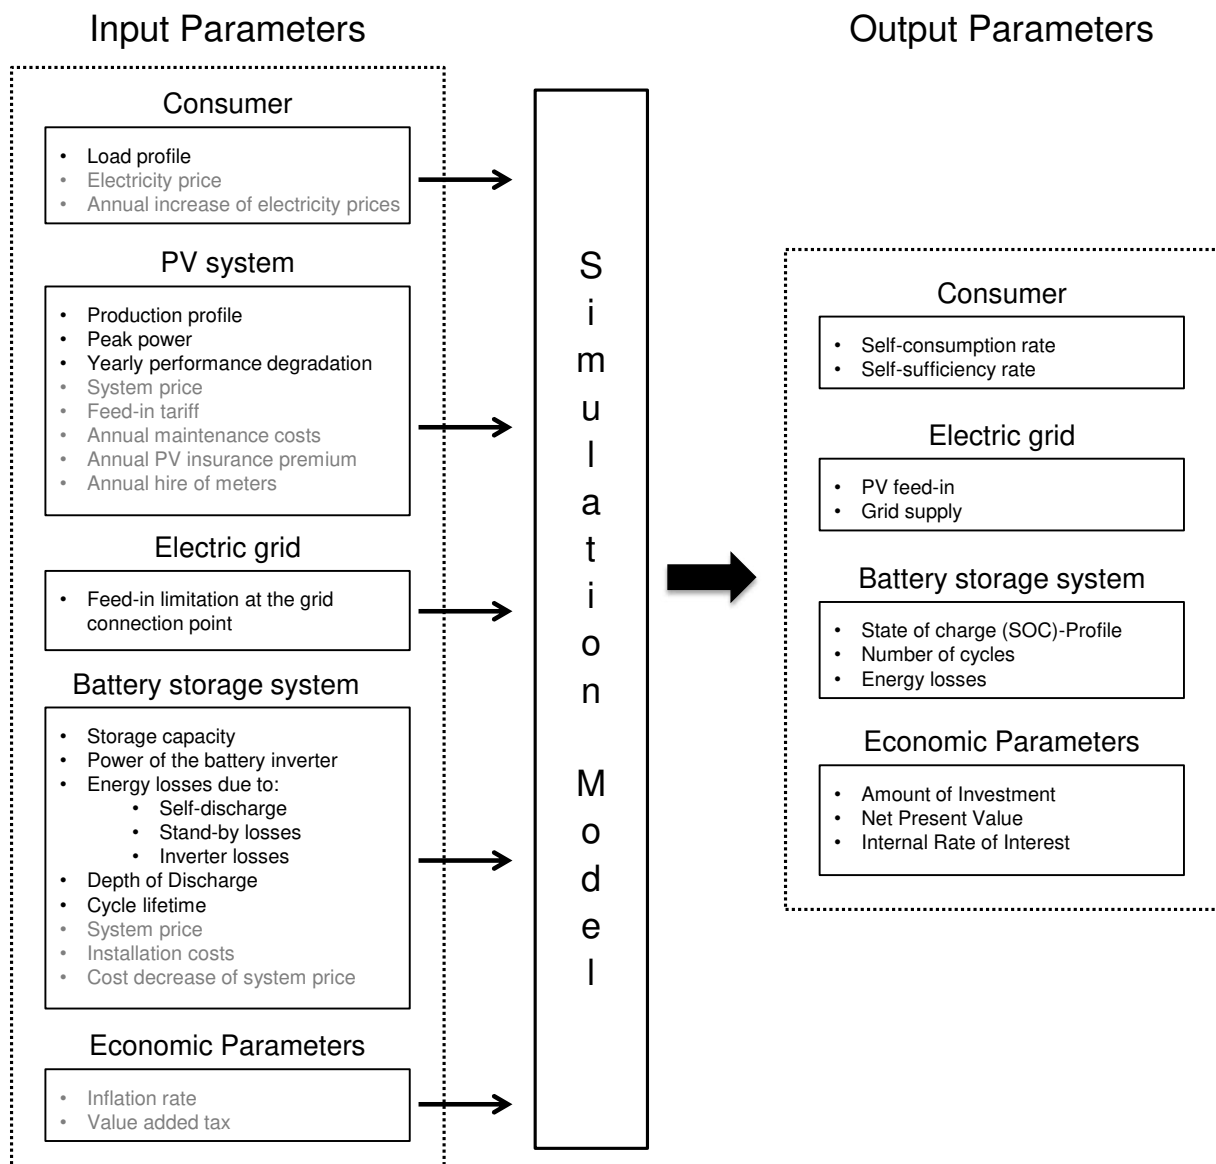 Input Parameters
Consumer
• Load profile
• Electricity price
• Annual increase of electricity prices
PV system
• Production profile
• Peak power
• Yearly performance degradation
• System price
• Feed-in tariff
• Annual maintenance costs
• Annual PV insurance premium
• Annual hire of meters
Electric grid
• Feed-in limitation at the grid
connection point
Battery storage system
• Storage capacity
• Power of the battery inverter
• Energy losses due to:
• Self-discharge
• Stand-by losses
• Inverter losses
• Depth of Discharge
• Cycle lifetime
• System price
• Installation costs
• Cost decrease of system price
Economic Parameters
• Inflation rate
• Value added tax
Simulation Model
Output Parameters
Consumer
• Self-consumption rate
• Self-sufficiency rate
Electric grid
• PV feed-in
• Grid supply
Battery storage system
• State of charge (SOC)-Profile
• Number of cycles
• Energy losses
Economic Parameters
• Amount of Investment
• Net Present Value
• Internal Rate of Interest